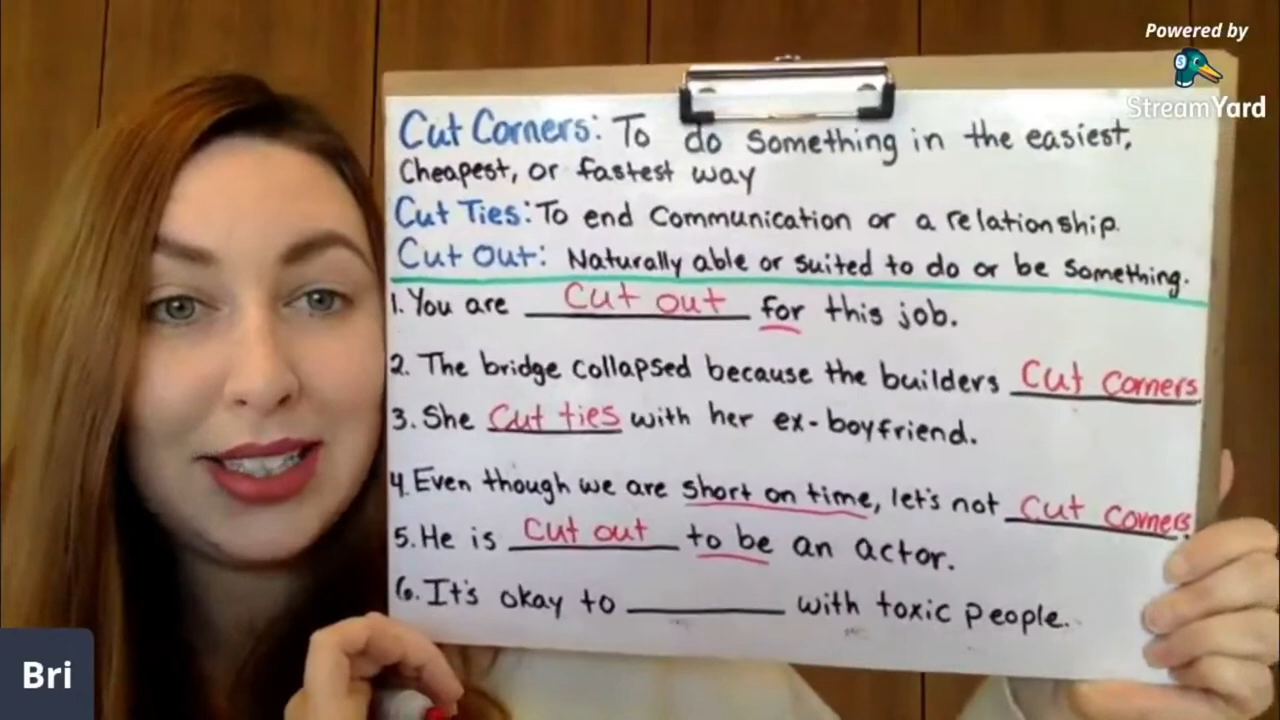 Powered by
StreamYard
Cut Corners: To do something in the easiest,
Cheapest, or fastest way
Cut Ties: To end Communication or a relationship.
Cut Out: Naturally able or suited to do or be Something.
1. You are Cut out for this job.
2. The bridge collapsed because the builders Cut corners
3. She Cut ties with her ex-boyfriend.
4. Even though we are short on time, let's not Cut corners.
5. He is Cut out to be an actor.
6. It's okay to __________ with toxic people.
Bri